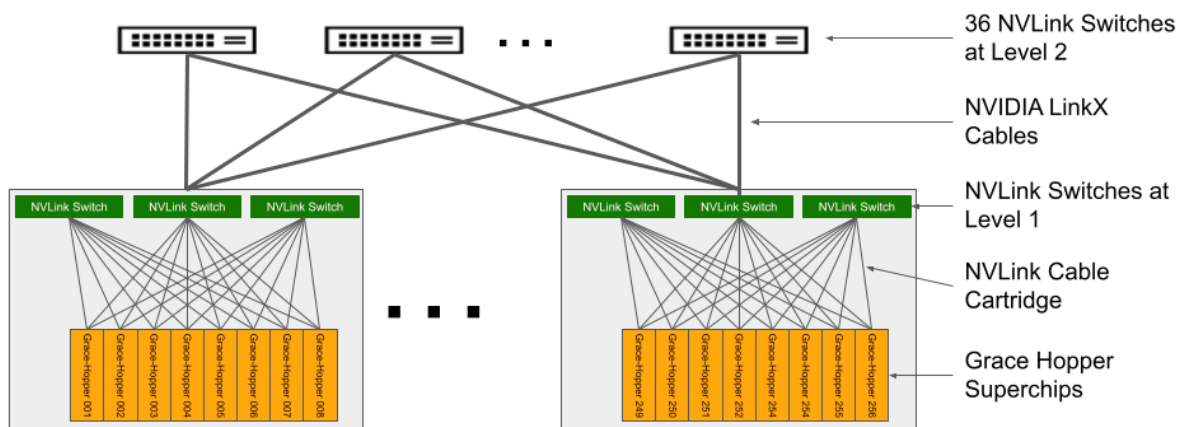 36 NVLink Switches
at Level 2
NVIDIA LinkX
Cables
NVLink Switch
NVLink Switch
NVLink Switch
NVLink Switch
NVLink Switch
NVLink Switch
NVLink Switches at
Level 1
NVLink Cable
Cartridge
Grace-Hopper 001
Grace-Hopper 002
Grace-Hopper 003
Grace-Hopper 004
Grace-Hopper 005
Grace-Hopper 006
Grace-Hopper 007
Grace-Hopper 008
Grace-Hopper 249
Grace-Hopper 250
Grace-Hopper 251
Grace-Hopper 252
Grace-Hopper 254
Grace-Hopper 254
Grace-Hopper 255
Grace-Hopper 256
Grace Hopper
Superchips